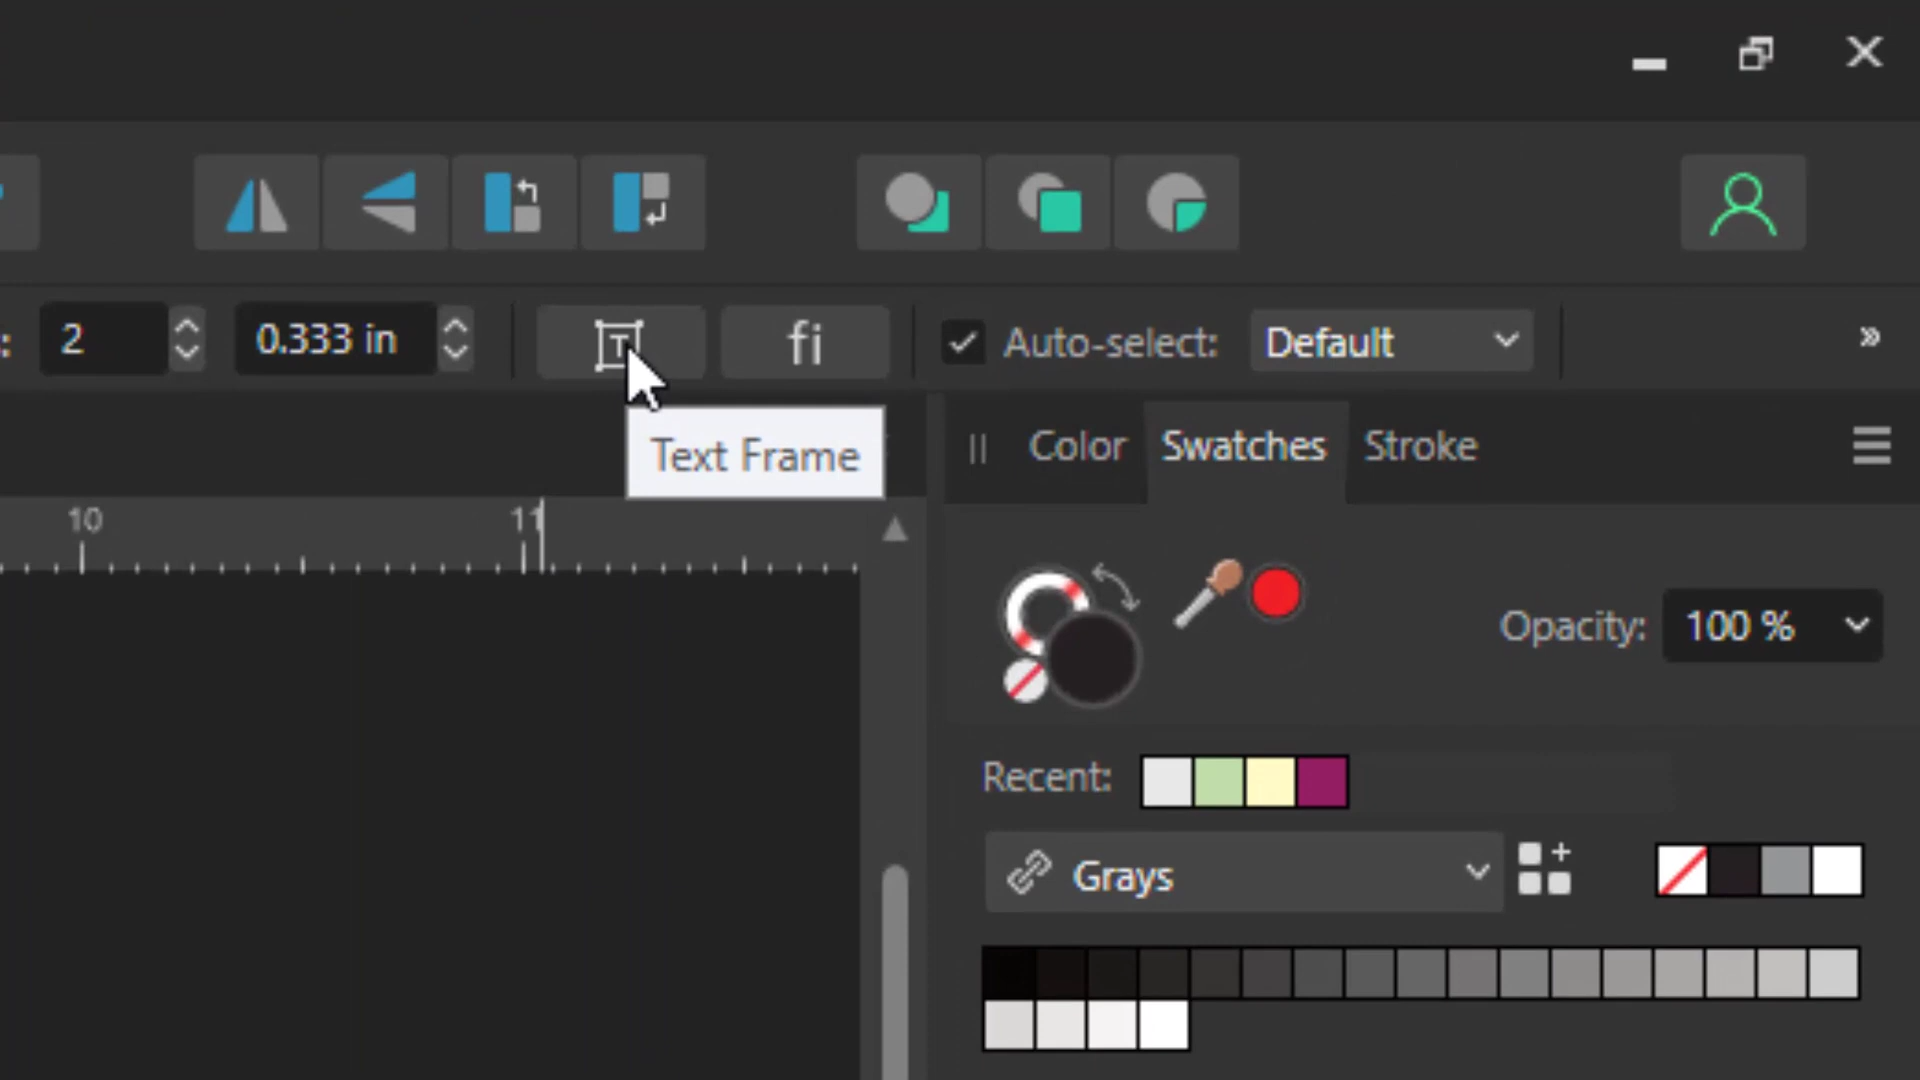 : 2 0.333 in fi Auto-select: Default »
Text Frame
Color Swatches Stroke
10 11
Opacity: 100 %
Recent:
Grays